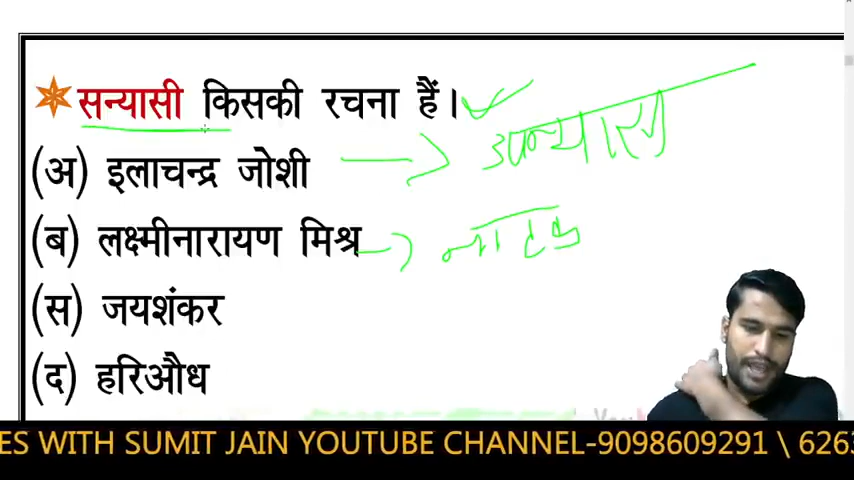 सन्यासी किसकी रचना हैं।
(अ) इलाचन्द्र जोशी
उपन्यास
(ब) लक्ष्मीनारायण मिश्र
नाटक
(स) जयशंकर
(द) हरिऔध
ES WITH SUMIT JAIN YOUTUBE CHANNEL-9098609291 \ 6263